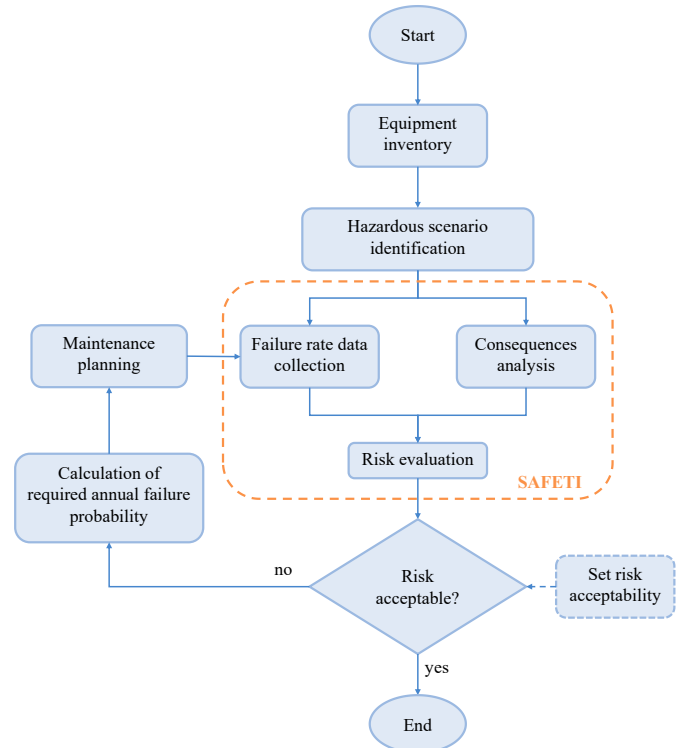 Start
Equipment
inventory
Hazardous scenario
identification
Maintenance
planning
Failure rate data
collection
Consequences
analysis
Calculation of
required annual failure
probability
Risk evaluation
SAFETI
no
Risk
acceptable?
Set risk
acceptability
yes
End